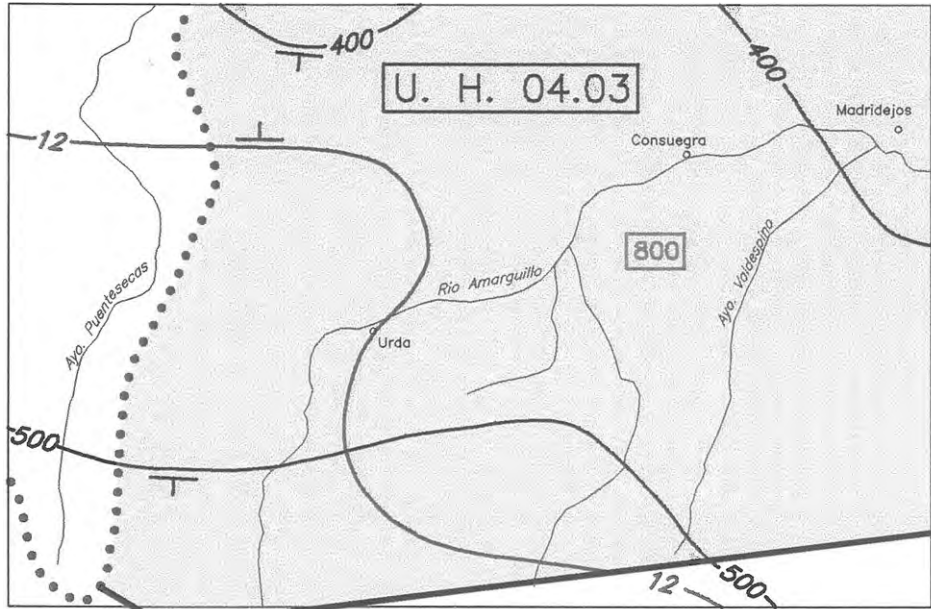 400
400
U. H. 04.03
Madridejos
12
Consuegra
800
Ayo. Valdespino
Rio Amarguillo
Ayo. Puentesecas
Urda
500
12
500